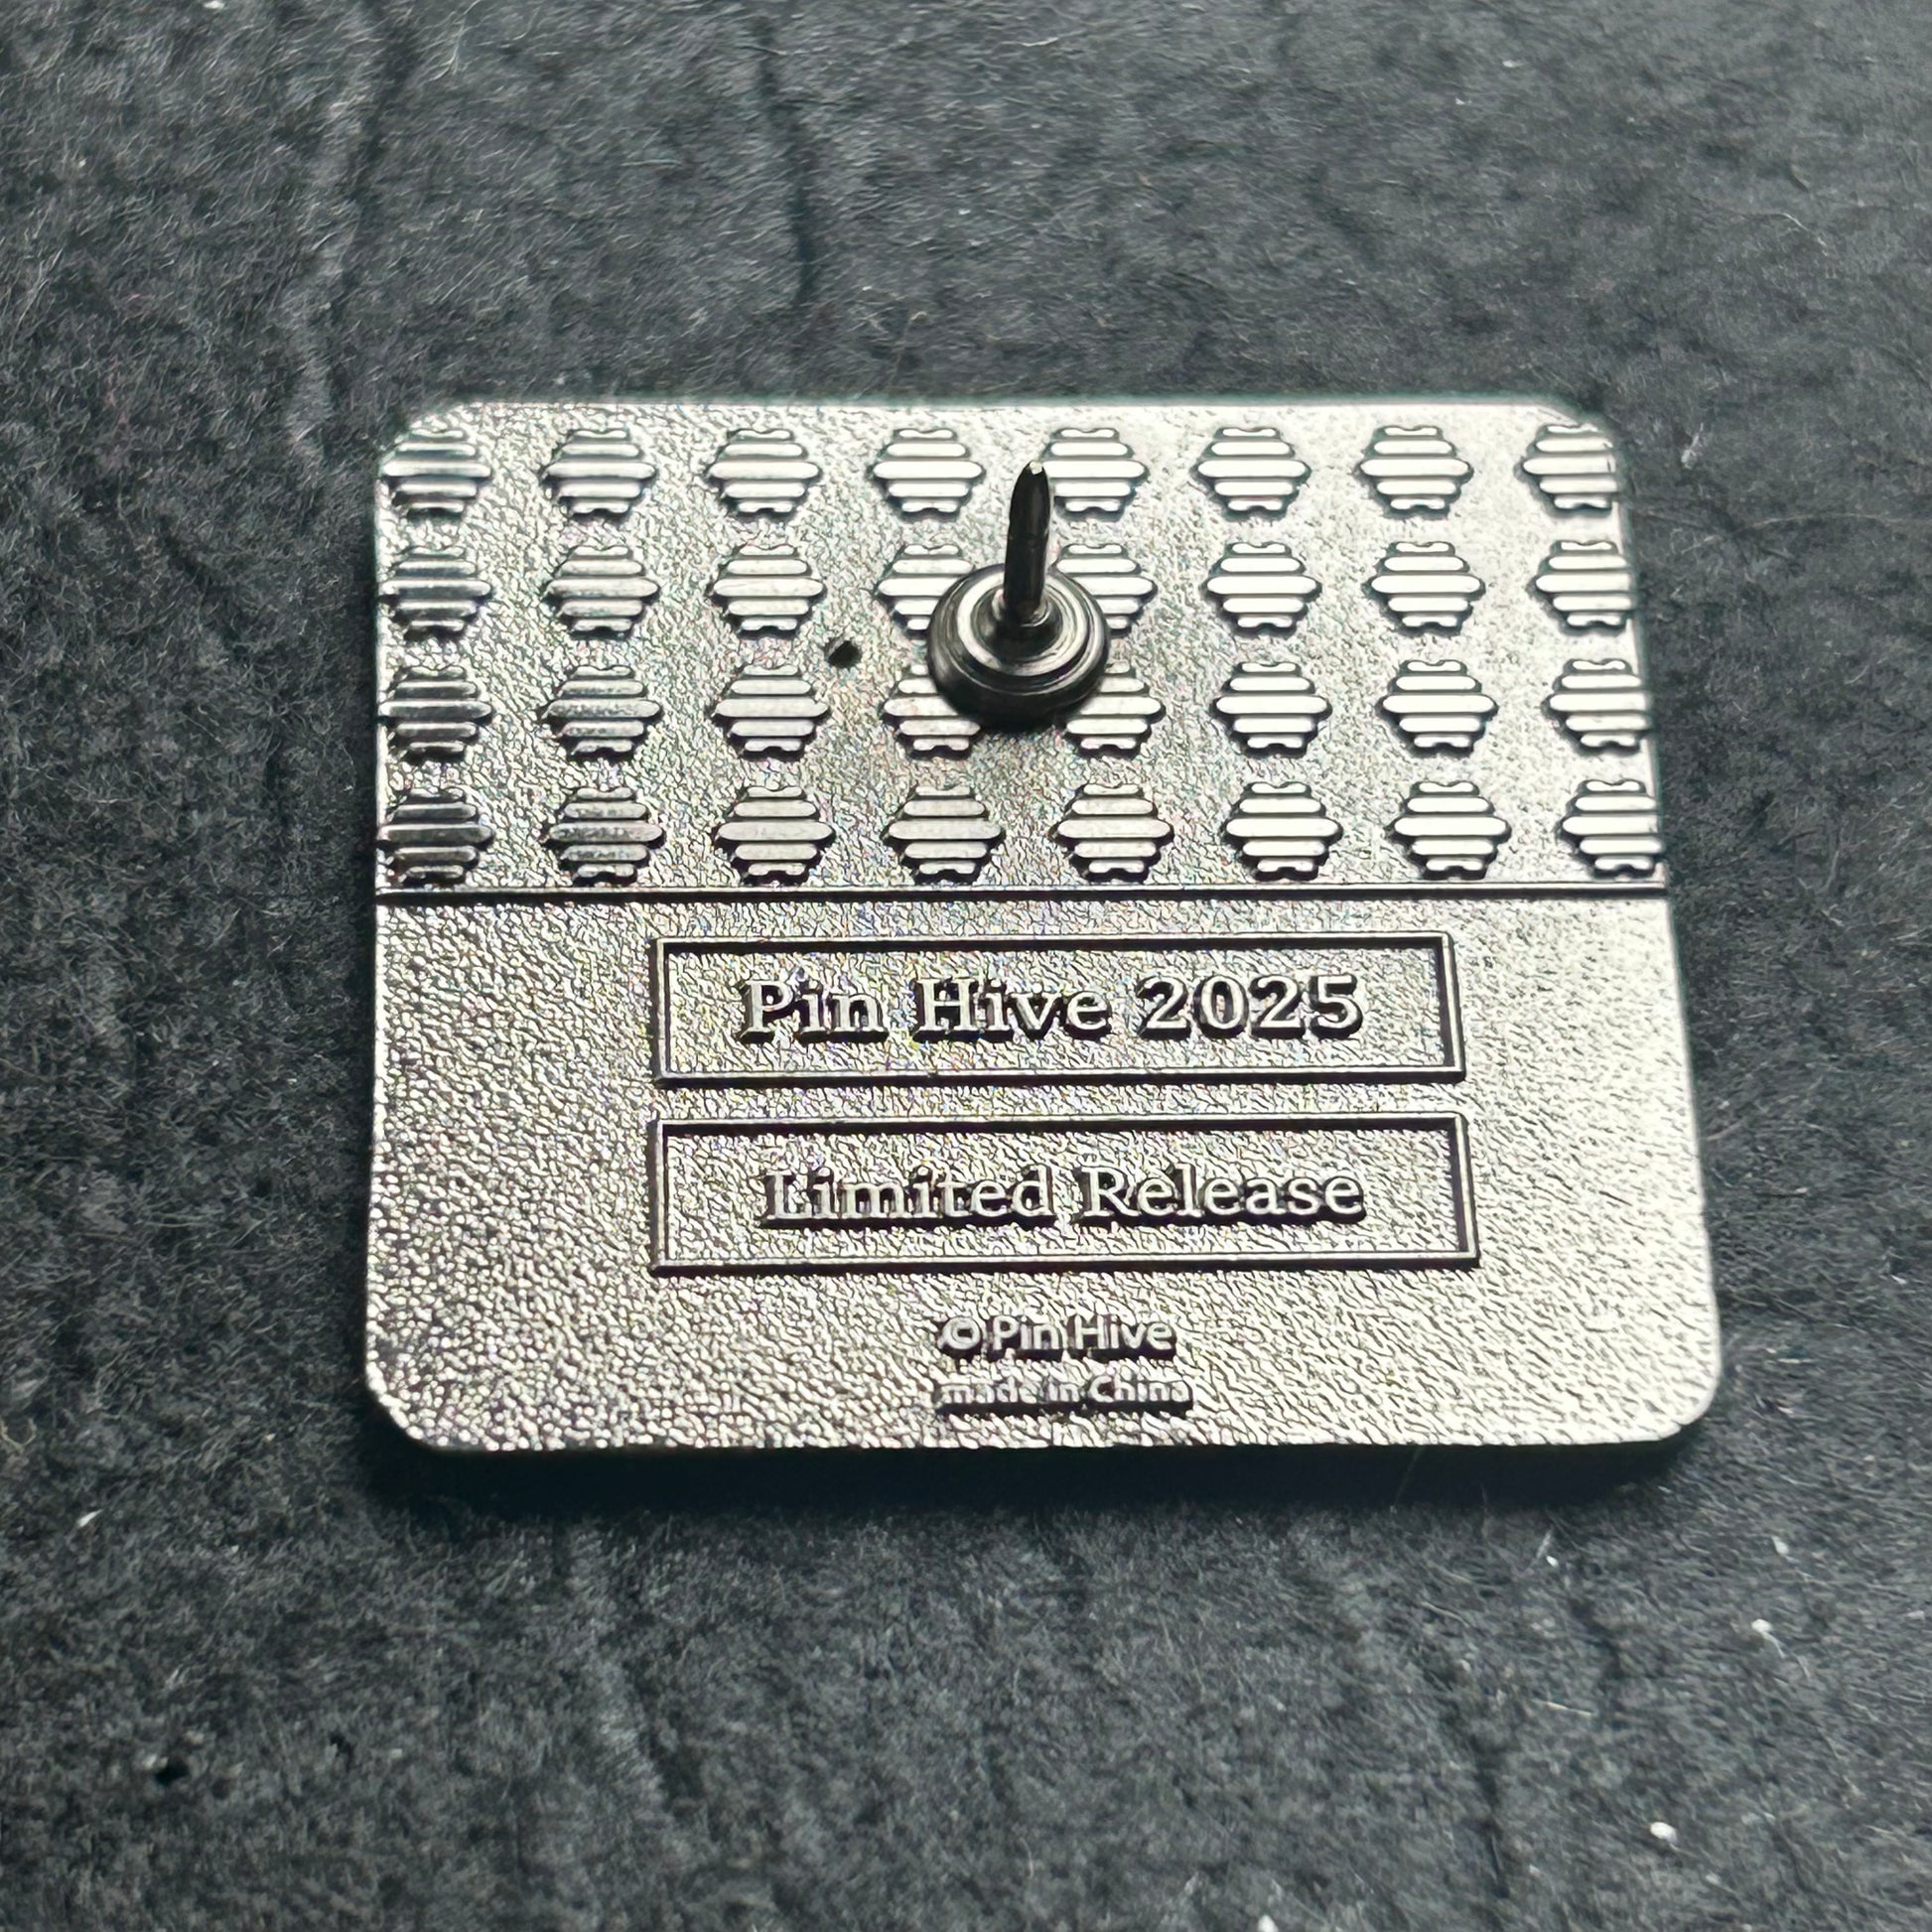 Pin Hive 2025
Limited Release
© Pin Hive
made in China